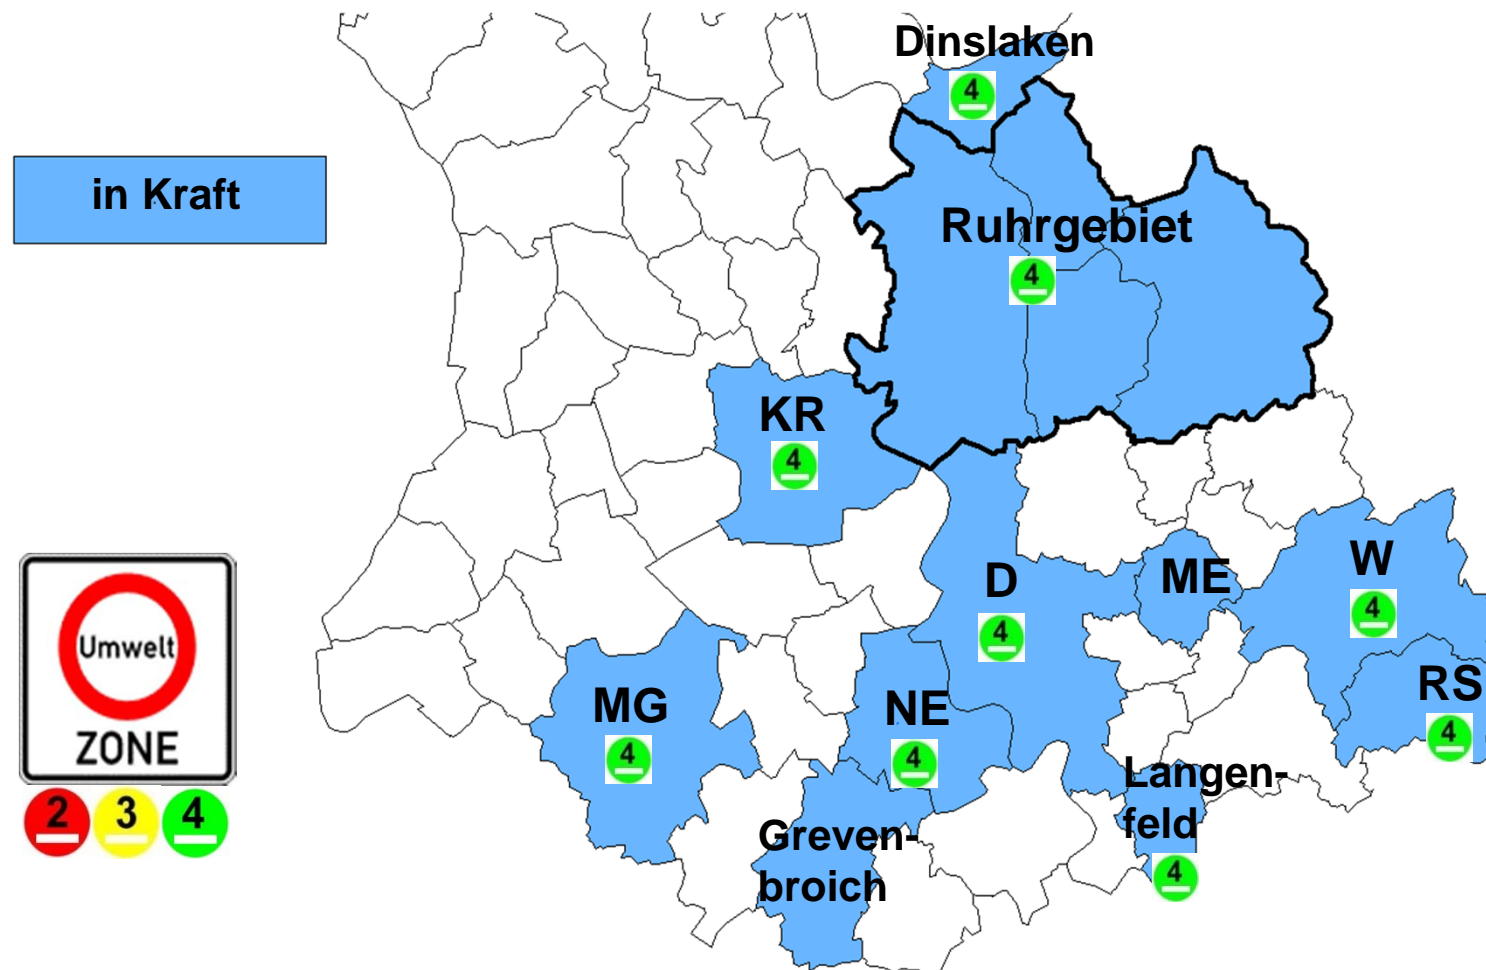 Dinslaken
4
in Kraft
Ruhrgebiet
4
KR
4
D
4
ME
W
4
Umwelt
ZONE
2 3 4
MG
4
NE
4
RS
4
Langen-
feld
4
Greven-
broich